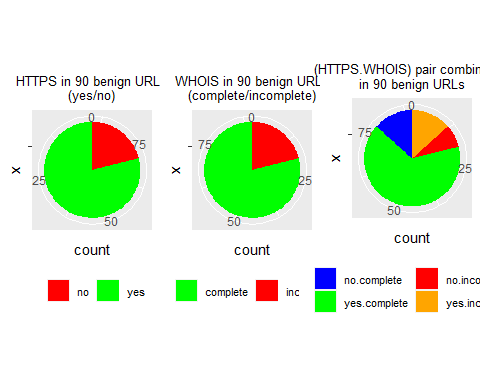 HTTPS in 90 benign URL
(yes/no)
0
75
50
25
x
count
no
yes
WHOIS in 90 benign URL
(complete/incomplete)
0
75
50
25
x
count
complete
inc
(HTTPS.WHOIS) pair combin
in 90 benign URLs
0
75
50
25
x
count
no.complete
no.inco
yes.complete
yes.inc